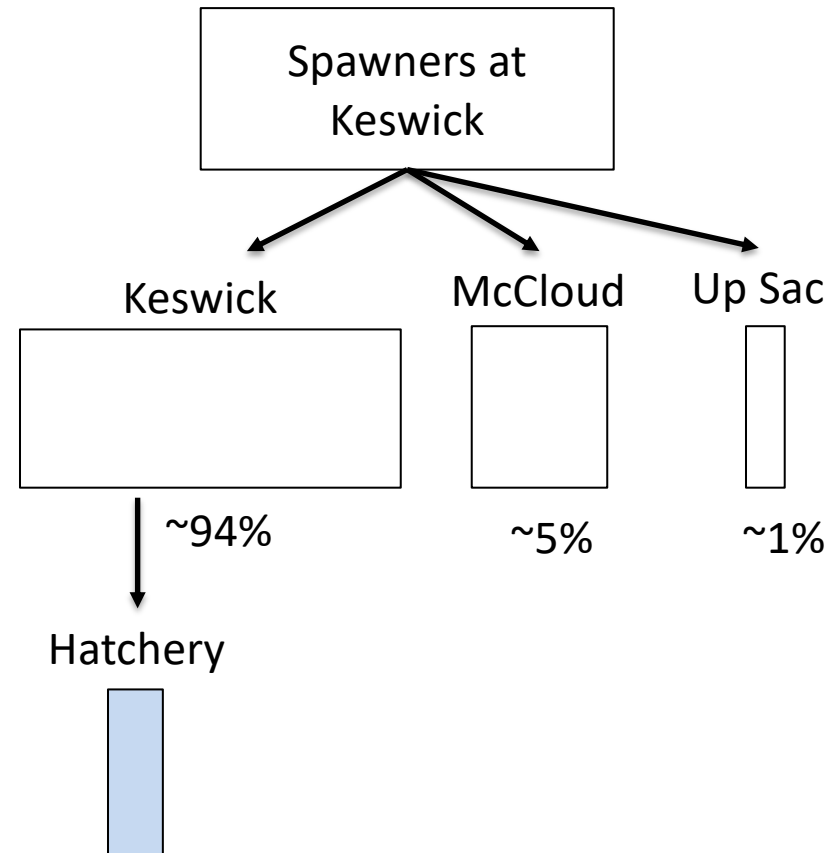 Spawners at
Keswick
Keswick
McCloud
Up Sac
~94%
~5%
~1%
Hatchery